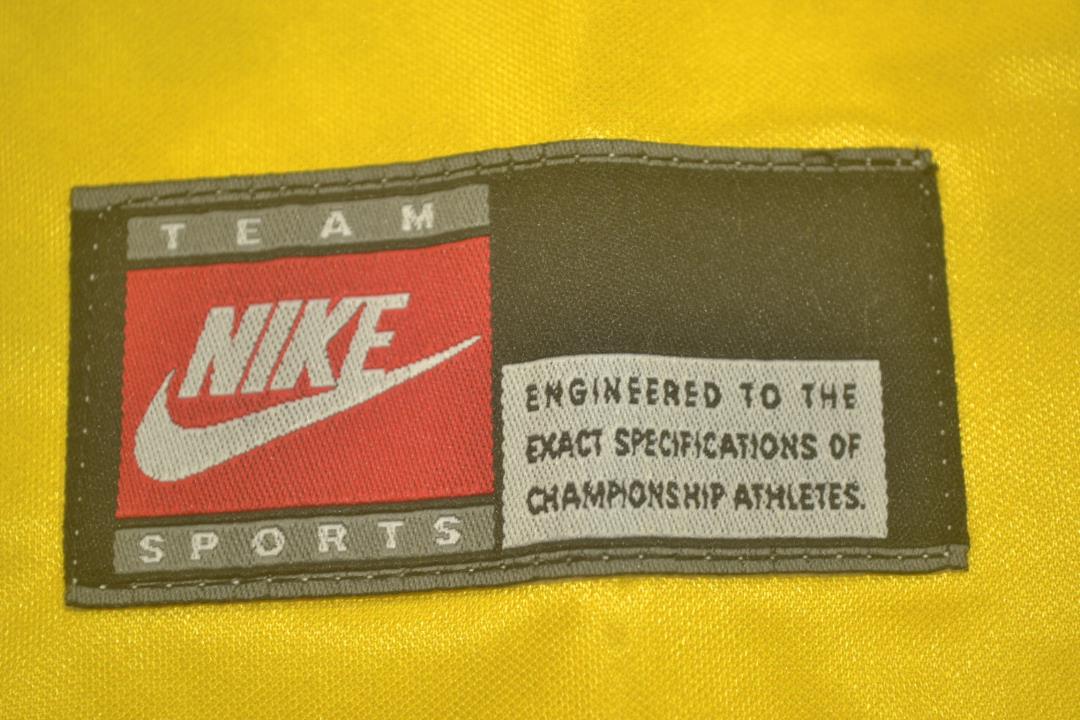 TEAM
NIKE
SPORTS
ENGINEERED TO THE
EXACT SPECIFICATIONS OF
CHAMPIONSHIP ATHLETES.